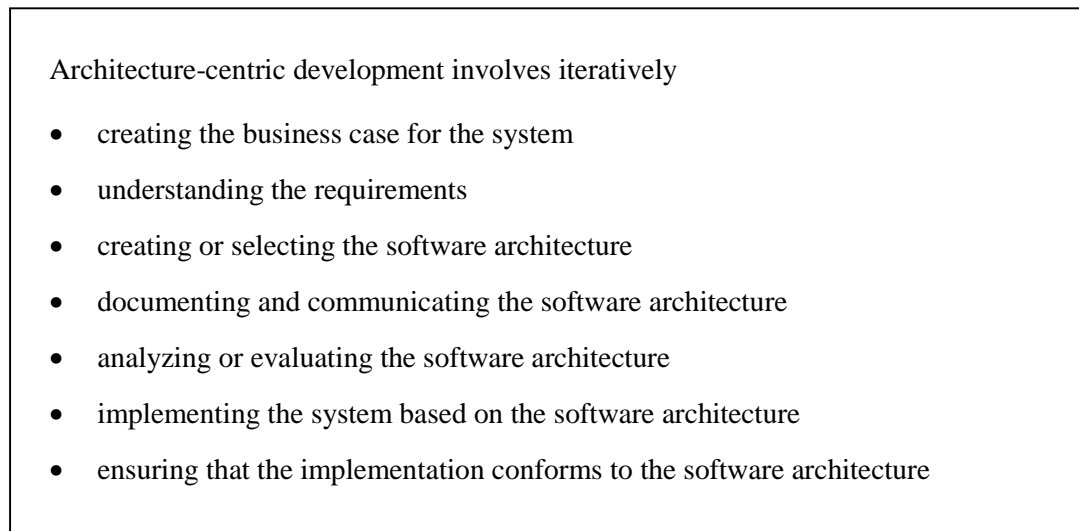 Architecture-centric development involves iteratively
• creating the business case for the system
• understanding the requirements
• creating or selecting the software architecture
• documenting and communicating the software architecture
• analyzing or evaluating the software architecture
• implementing the system based on the software architecture
• ensuring that the implementation conforms to the software architecture